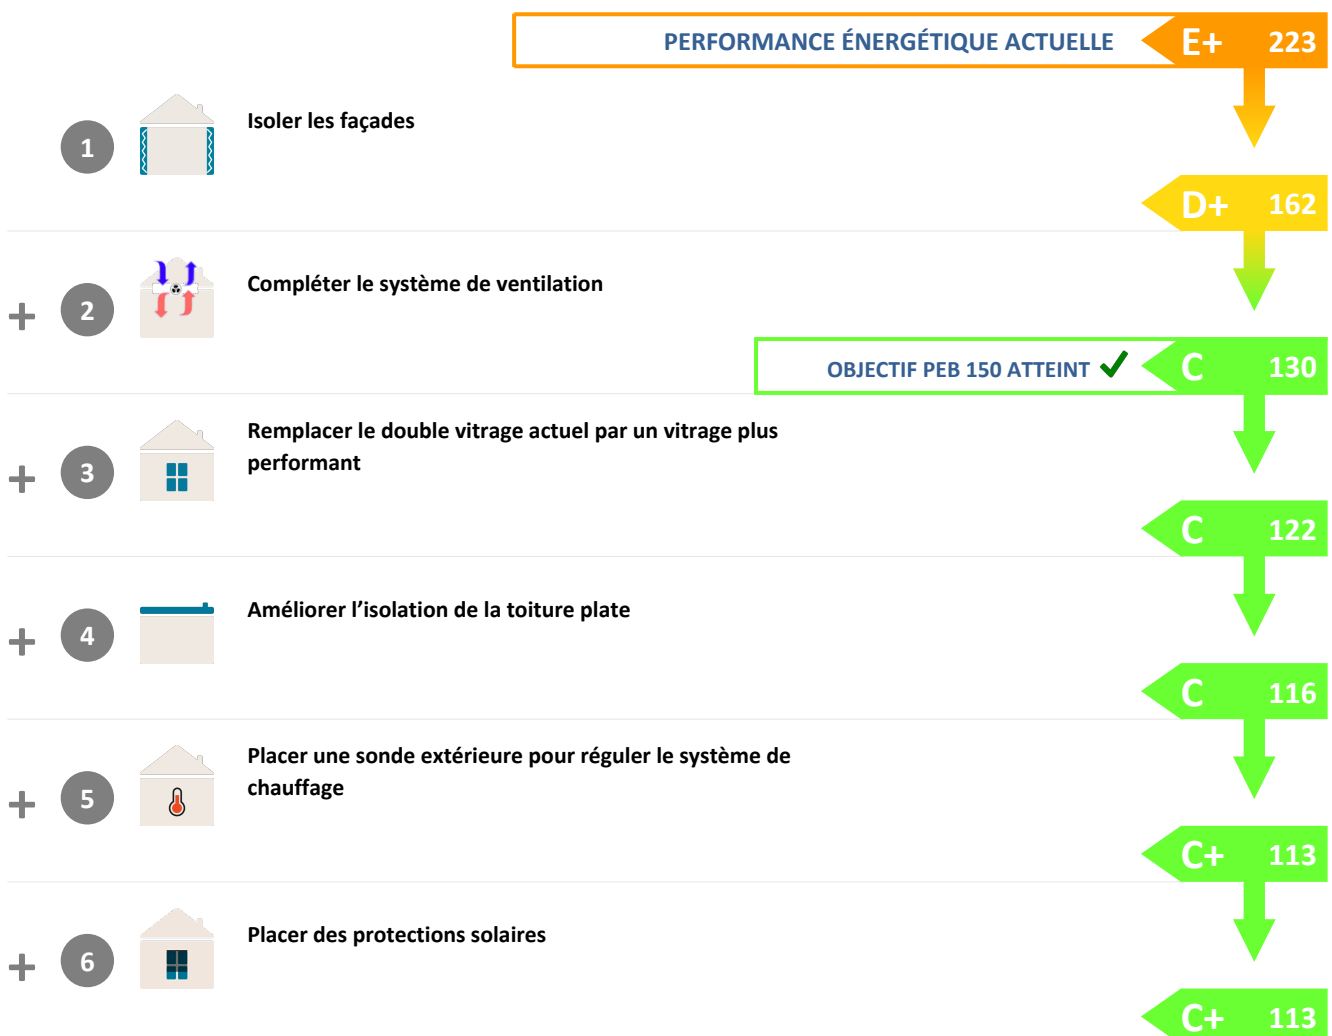 PERFORMANCE ÉNERGÉTIQUE ACTUELLE E+ 223
1 Isoler les façades
D+ 162
+ 2 Compléter le système de ventilation
OBJECTIF PEB 150 ATTEINT ✓ C 130
+ 3 Remplacer le double vitrage actuel par un vitrage plus
performant
C 122
+ 4 Améliorer l’isolation de la toiture plate
C 116
+ 5 Placer une sonde extérieure pour réguler le système de
chauffage
C+ 113
+ 6 Placer des protections solaires
C+ 113